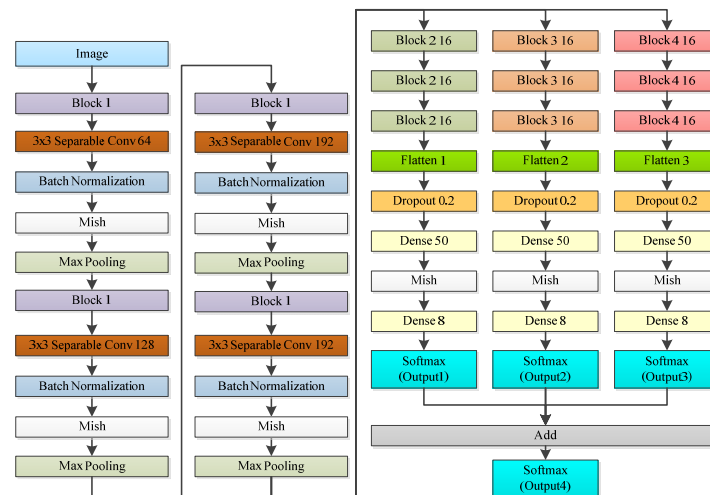 Image
Block 1
3x3 Separable Conv 64
Batch Normalization
Mish
Max Pooling
Block 1
3x3 Separable Conv 128
Batch Normalization
Mish
Max Pooling
Block 1
3x3 Separable Conv 192
Batch Normalization
Mish
Max Pooling
Block 1
3x3 Separable Conv 192
Batch Normalization
Mish
Max Pooling
Block 2 16
Block 2 16
Block 2 16
Flatten 1
Dropout 0.2
Dense 50
Mish
Dense 8
Softmax
(Output1)
Block 3 16
Block 3 16
Block 3 16
Flatten 2
Dropout 0.2
Dense 50
Mish
Dense 8
Softmax
(Output2)
Block 4 16
Block 4 16
Block 4 16
Flatten 3
Dropout 0.2
Dense 50
Mish
Dense 8
Softmax
(Output3)
Add
Softmax
(Output4)